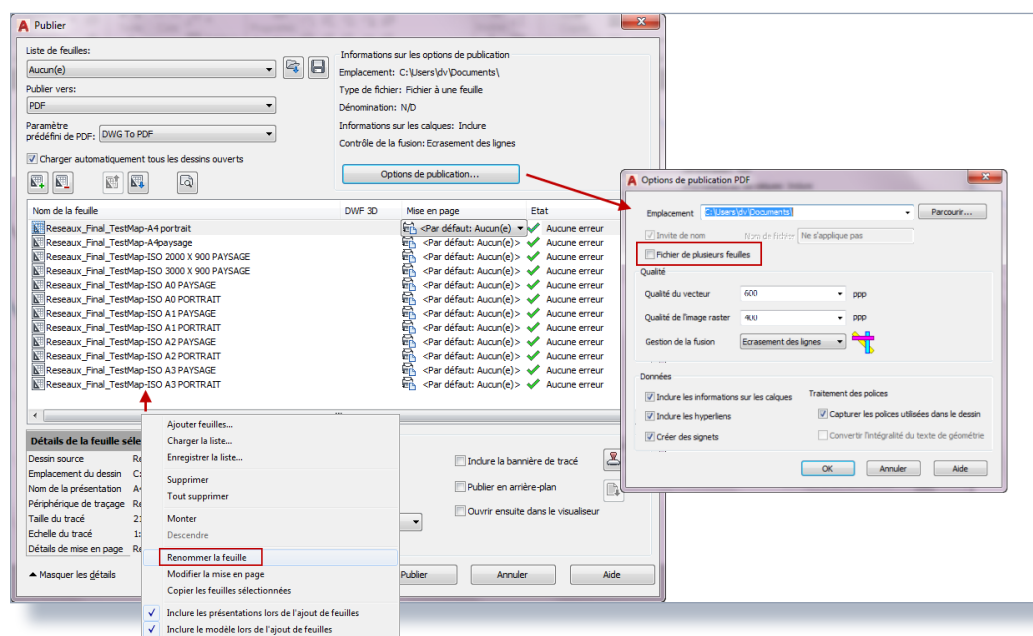 Publier
Liste de feuilles:
Aucun(e)
Publier vers:
PDF
Paramètre
prédéfini de PDF: DWG To PDF
Charger automatiquement tous les dessins ouverts
Informations sur les options de publication
Emplacement: C:\Users\dv\Documents\
Type de fichier: Fichier à une feuille
Dénomination: N/D
Informations sur les calques: Inclure
Contrôle de la fusion: Ecrasement des lignes
Options de publication...
Nom de la feuille DWF 3D Mise en page Etat
Reseaux_Final_TestMap-A4 portrait <Par défaut: Aucun(e) Aucune erreur
Reseaux_Final_TestMap-A4paysage <Par défaut: Aucun(e)> Aucune erreur
Reseaux_Final_TestMap-ISO 2000 X 900 PAYSAGE <Par défaut: Aucun(e)> Aucune erreur
Reseaux_Final_TestMap-ISO 3000 X 900 PAYSAGE <Par défaut: Aucun(e)> Aucune erreur
Reseaux_Final_TestMap-ISO A0 PAYSAGE <Par défaut: Aucun(e)> Aucune erreur
Reseaux_Final_TestMap-ISO A0 PORTRAIT <Par défaut: Aucun(e)> Aucune erreur
Reseaux_Final_TestMap-ISO A1 PAYSAGE <Par défaut: Aucun(e)> Aucune erreur
Reseaux_Final_TestMap-ISO A1 PORTRAIT <Par défaut: Aucun(e)> Aucune erreur
Reseaux_Final_TestMap-ISO A2 PAYSAGE <Par défaut: Aucun(e)> Aucune erreur
Reseaux_Final_TestMap-ISO A2 PORTRAIT <Par défaut: Aucun(e)> Aucune erreur
Reseaux_Final_TestMap-ISO A3 PAYSAGE <Par défaut: Aucun(e)> Aucune erreur
Reseaux_Final_TestMap-ISO A3 PORTRAIT <Par défaut: Aucun(e)> Aucune erreur
Détails de la feuille séle
Dessin source Re
Emplacement du dessin C:
Nom de la présentation A4
Périphérique de traçage Re
Taille du tracé 21
Echelle du tracé 1:
Détails de mise en page Re
Masquer les détails
Inclure la bannière de tracé
Publier en arrière-plan
Ouvrir ensuite dans le visualiseur
Publier Annuler Aide
Ajouter feuilles...
Charger la liste...
Enregistrer la liste...
Supprimer
Tout supprimer
Monter
Descendre
Renommer la feuille
Modifier la mise en page
Copier les feuilles sélectionnées
Inclure les présentations lors de l'ajout de feuilles
Inclure le modèle lors de l'ajout de feuilles
Options de publication PDF
Emplacement C:\Users\dv\Documents\ Parcourir...
Invite de nom Nom de fichier Ne s'applique pas
Fichier de plusieurs feuilles
Qualité
Qualité du vecteur 600 ppp
Qualité de l'image raster 400 ppp
Gestion de la fusion Ecrasement des lignes
Données
Inclure les informations sur les calques
Inclure les hyperliens
Créer des signets
Traitement des polices
Capturer les polices utilisées dans le dessin
Convertir l'intégralité du texte de géométrie
OK Annuler Aide